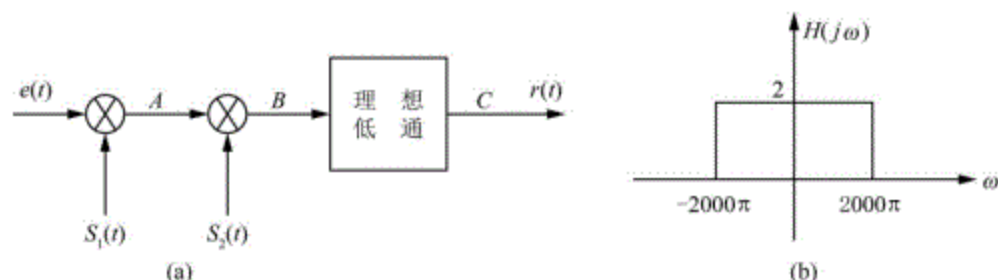 e(t)
A
B
理 想
低 通
C
r(t)
S₁(t)
S₂(t)
(a)
H(jω)
2
-2000π
2000π
ω
(b)